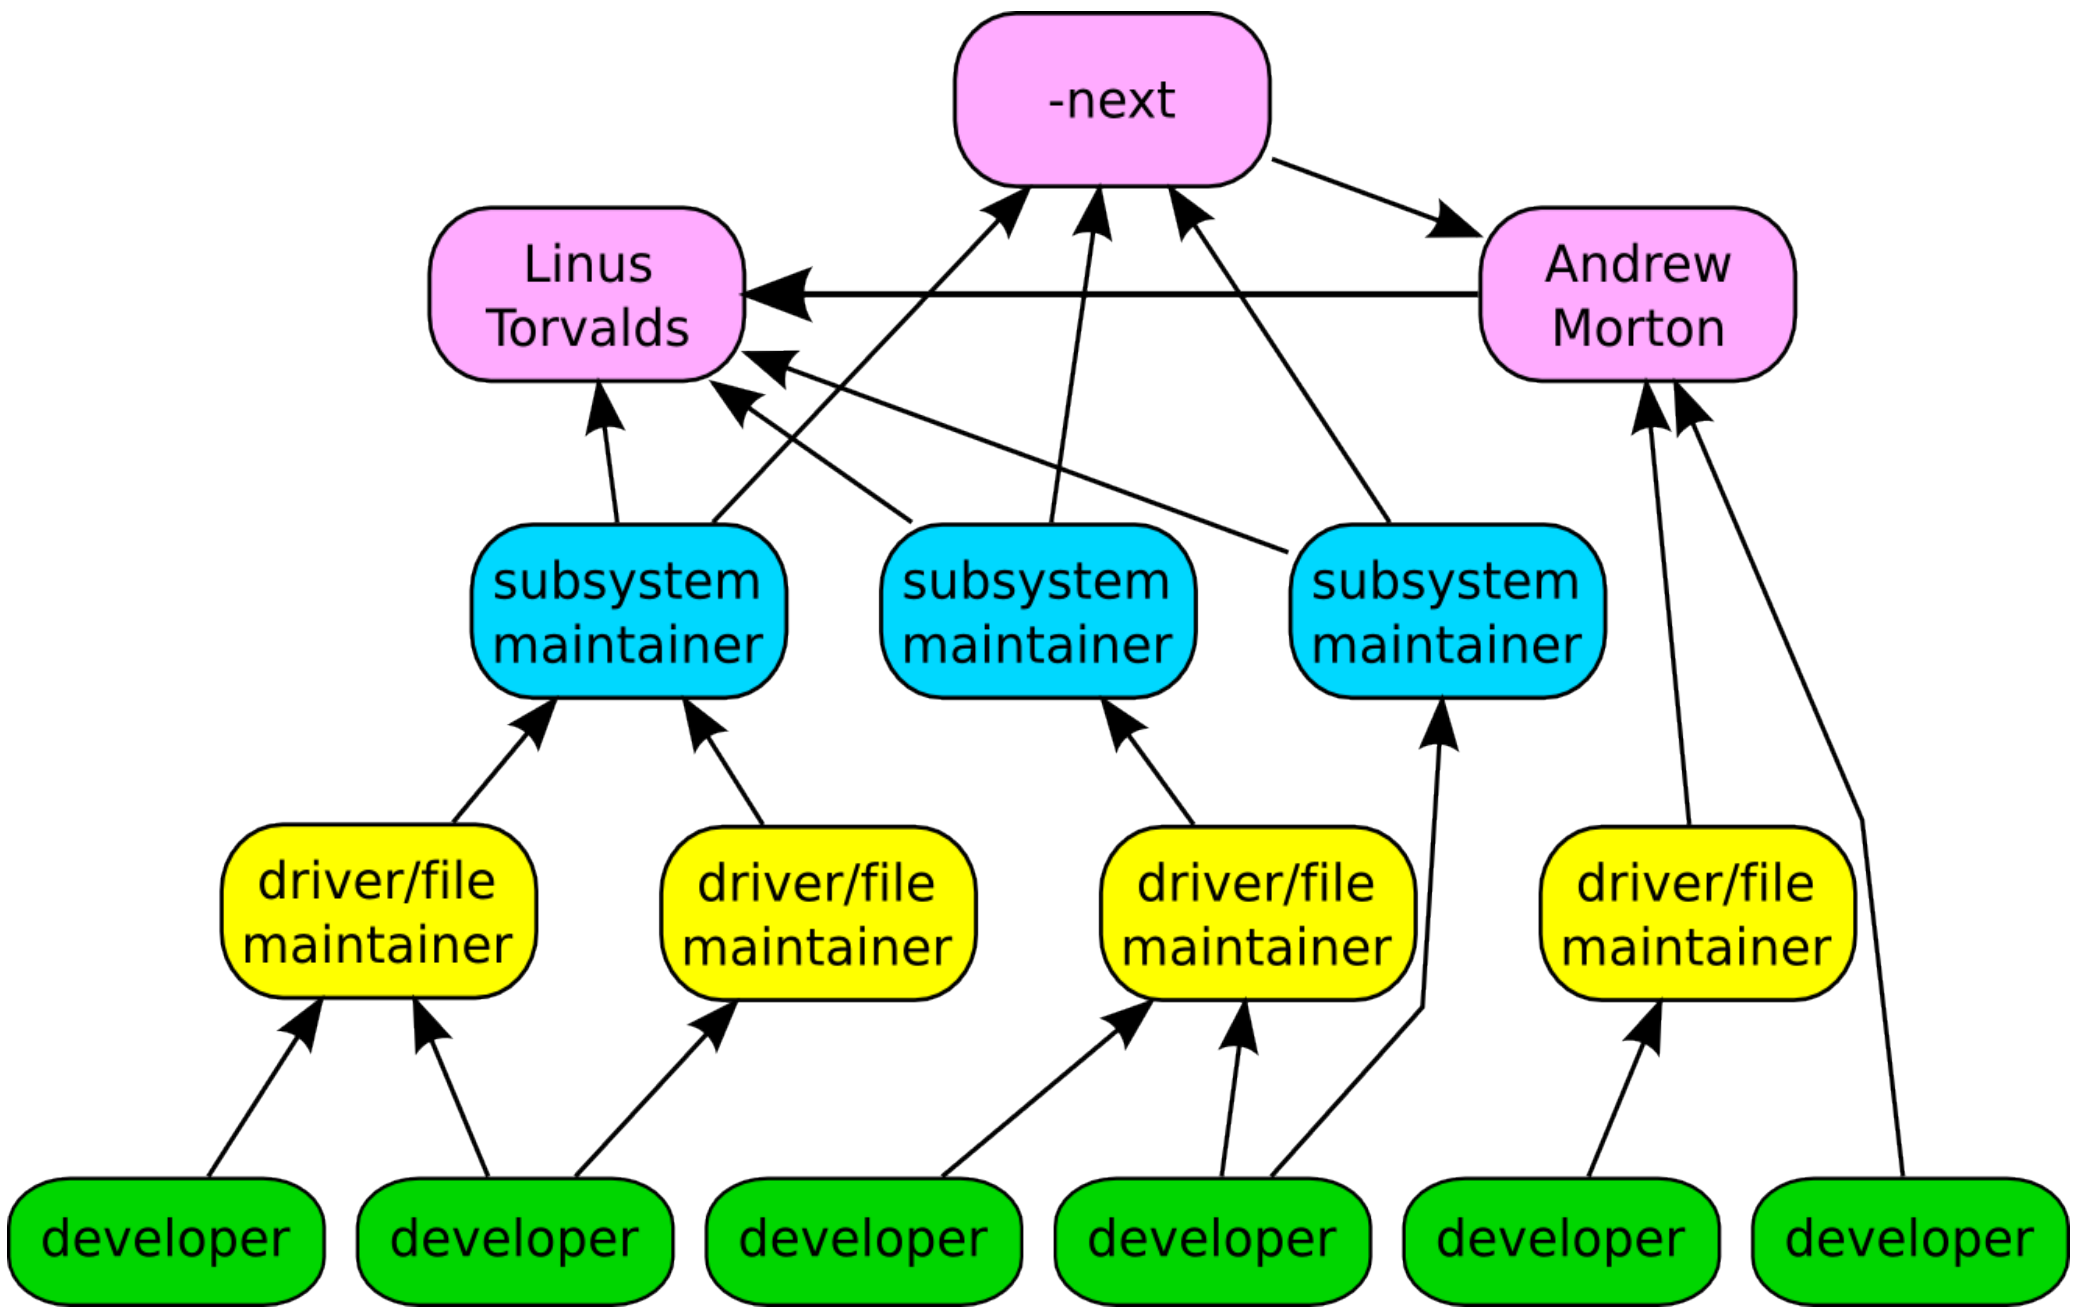 -next
Linus
Torvalds
Andrew
Morton
subsystem
maintainer
subsystem
maintainer
subsystem
maintainer
driver/file
maintainer
driver/file
maintainer
driver/file
maintainer
driver/file
maintainer
developer
developer
developer
developer
developer
developer